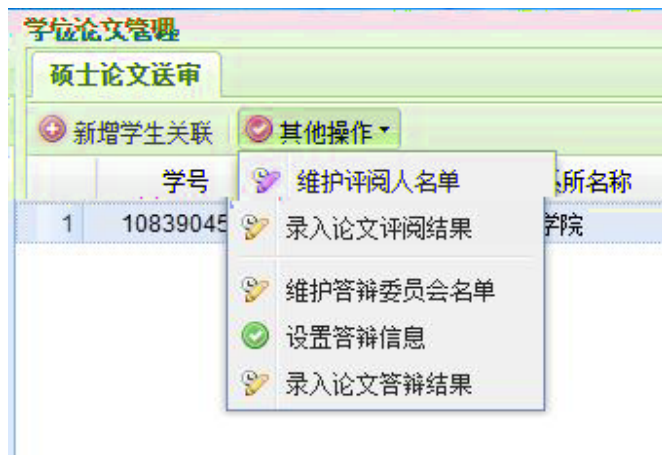 学位论文管理
硕士论文送审
新增学生关联 其他操作
学号 所名称
维护评阅人名单
1 10839045 学院
录入论文评阅结果
维护答辩委员会名单
设置答辩信息
录入论文答辩结果